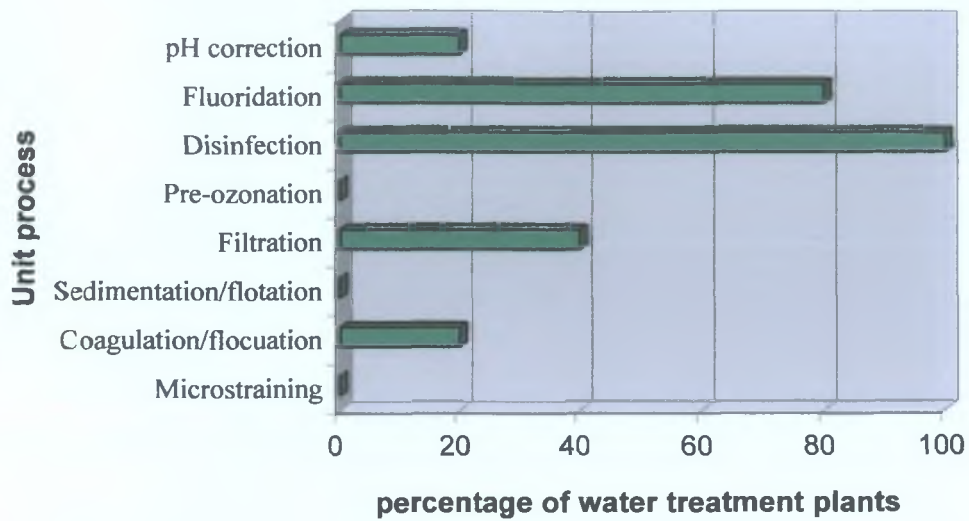 pH correction
Fluoridation
Disinfection
Pre-ozonation
Filtration
Sedimentation/flotation
Coagulation/flocuation
Microstraining
Unit process
0 20 40 60 80 100
percentage of water treatment plants